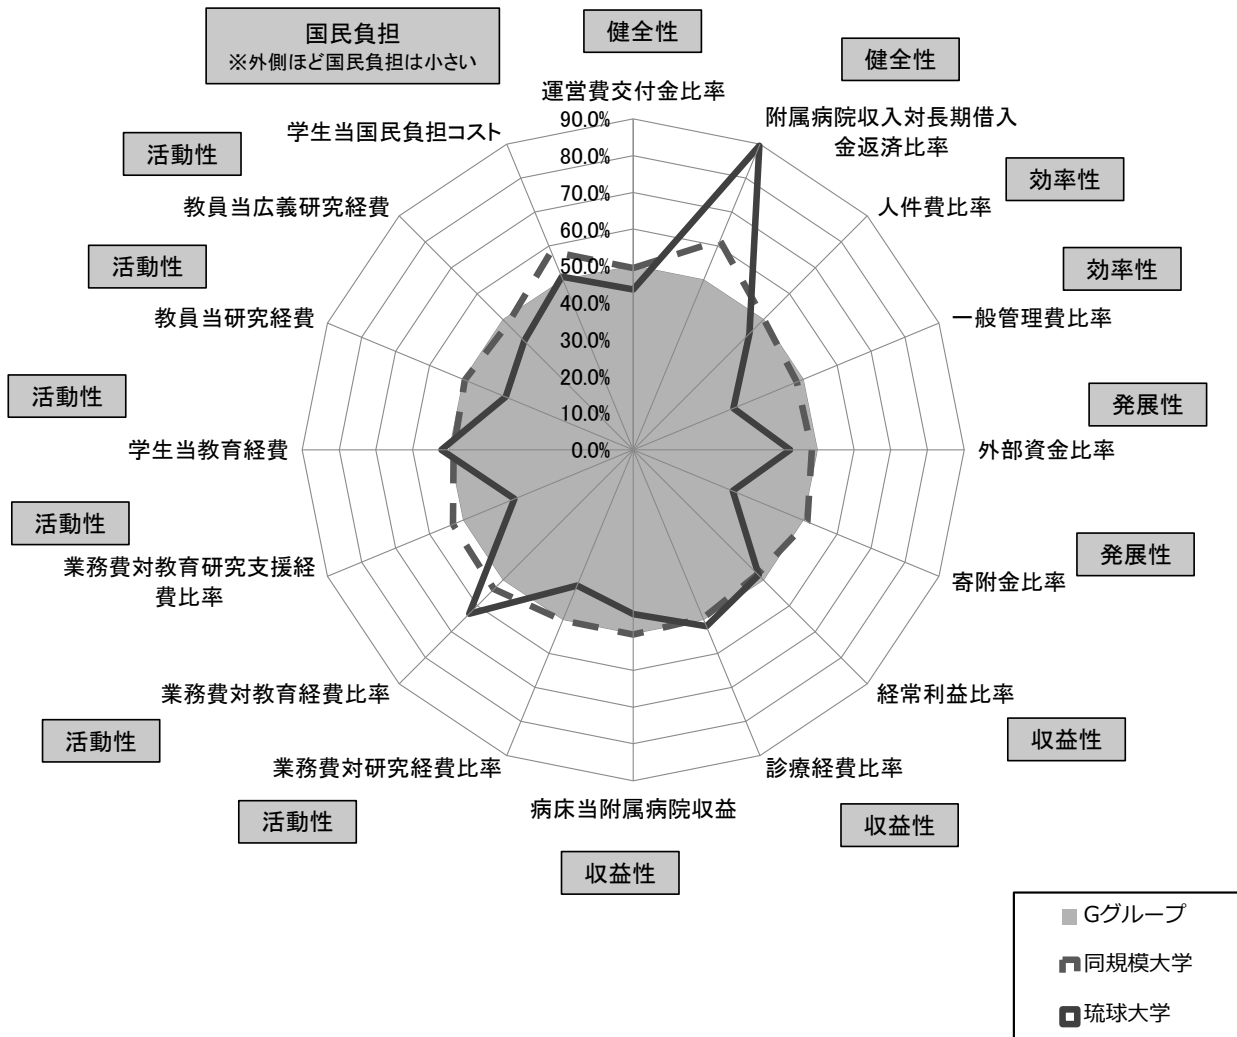 国民負担
※外側ほど国民負担は小さい
健全性
健全性
運営費交付金比率
附属病院収入対長期借入
金返済比率
学生当国民負担コスト
活動性
効率性
教員当広義研究経費
人件費比率
活動性
効率性
教員当研究経費
一般管理費比率
活動性
発展性
学生当教育経費
外部資金比率
活動性
発展性
業務費対教育研究支援経
費比率
寄附金比率
業務費対教育経費比率
経常利益比率
活動性
収益性
業務費対研究経費比率
診療経費比率
病床当附属病院収益
活動性
収益性
収益性
90.0%
80.0%
70.0%
60.0%
50.0%
40.0%
30.0%
20.0%
10.0%
0.0%
Gグループ
同規模大学
琉球大学